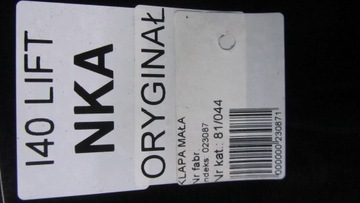 I40 LIFT
NKA
ORYGINAŁ
KLAPA MAŁA
Nr fabr.
Indeks: 023087
Nr kat.: 81/044
0000000230871